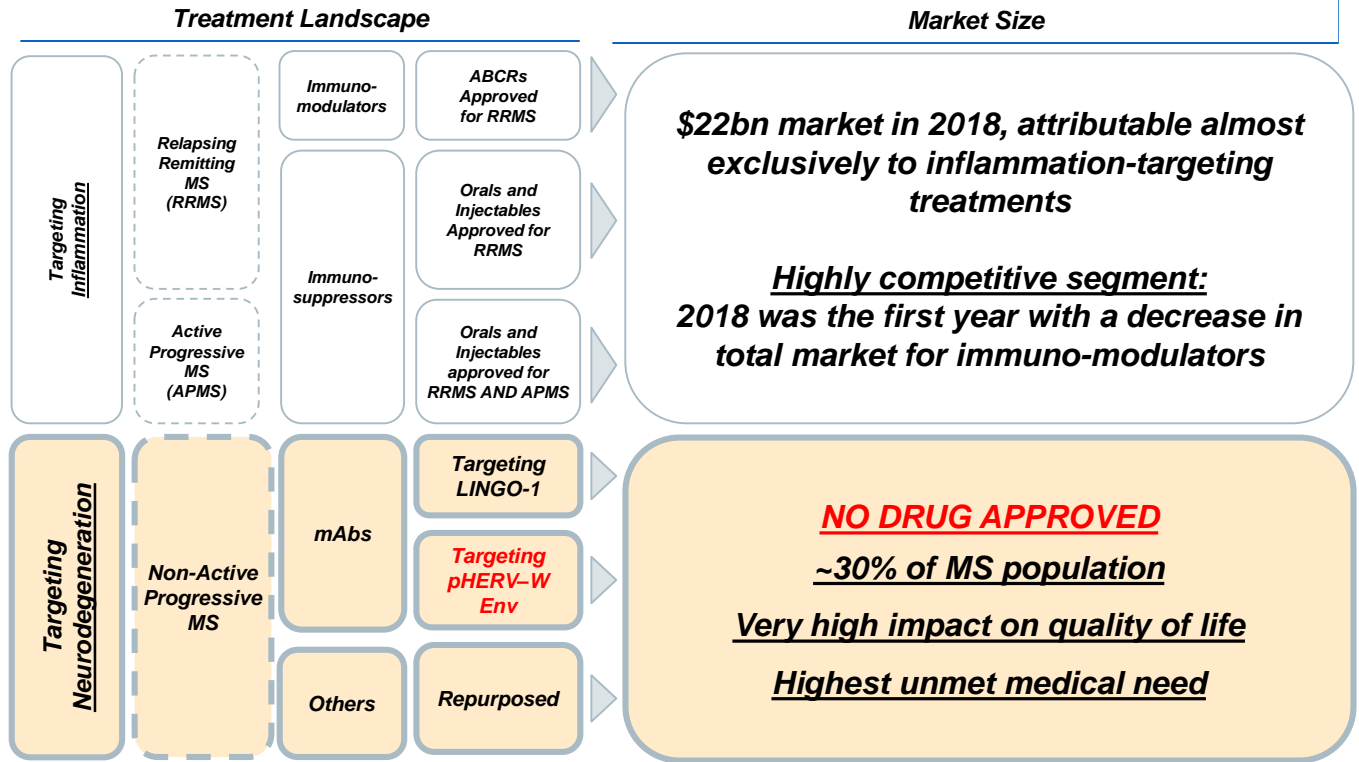 Treatment Landscape
Market Size
Targeting
Inflammation
Relapsing
Remitting
MS
(RRMS)
Active
Progressive
MS
(APMS)
Immuno-
modulators
Immuno-
suppressors
ABCRs
Approved
for RRMS
Orals and
Injectables
Approved for
RRMS
Orals and
Injectables
approved for
RRMS AND APMS
$22bn market in 2018, attributable almost
exclusively to inflammation-targeting
treatments
Highly competitive segment:
2018 was the first year with a decrease in
total market for immuno-modulators
Targeting
Neurodegeneration
Non-Active
Progressive
MS
mAbs
Others
Targeting
LINGO-1
Targeting
pHERV–W
Env
Repurposed
NO DRUG APPROVED
~30% of MS population
Very high impact on quality of life
Highest unmet medical need